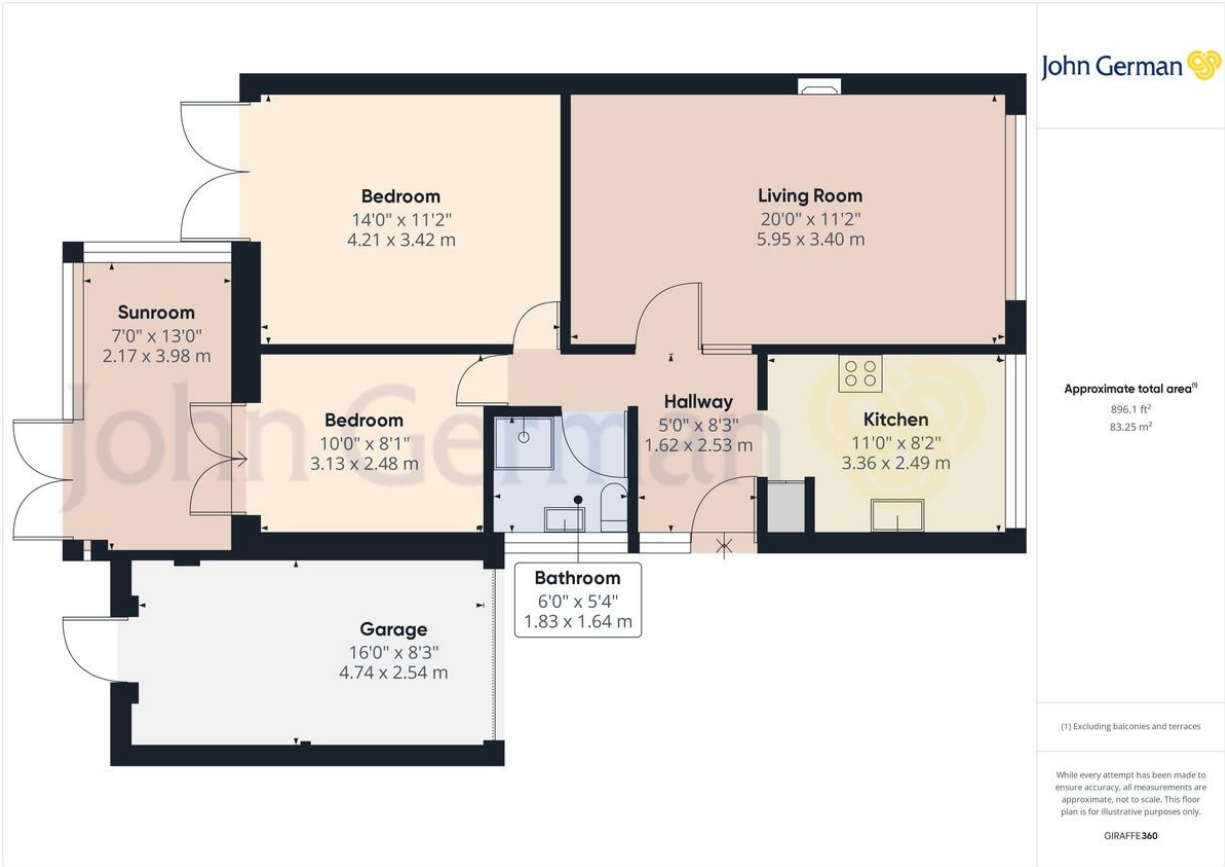 John German
Bedroom
14'0" x 11'2"
4.21 x 3.42 m
Living Room
20'0" x 11'2"
5.95 x 3.40 m
Sunroom
7'0" x 13'0"
2.17 x 3.98 m
Bedroom
10'0" x 8'1"
3.13 x 2.48 m
Hallway
5'0" x 8'3"
1.62 x 2.53 m
Kitchen
11'0" x 8'2"
3.36 x 2.49 m
Bathroom
6'0" x 5'4"
1.83 x 1.64 m
Garage
16'0" x 8'3"
4.74 x 2.54 m
John German
Approximate total area⁽¹⁾
896.1 ft²
83.25 m²
(1) Excluding balconies and terraces
While every attempt has been made to
ensure accuracy, all measurements are
approximate, not to scale. This floor
plan is for illustrative purposes only.
GIRAFFE360